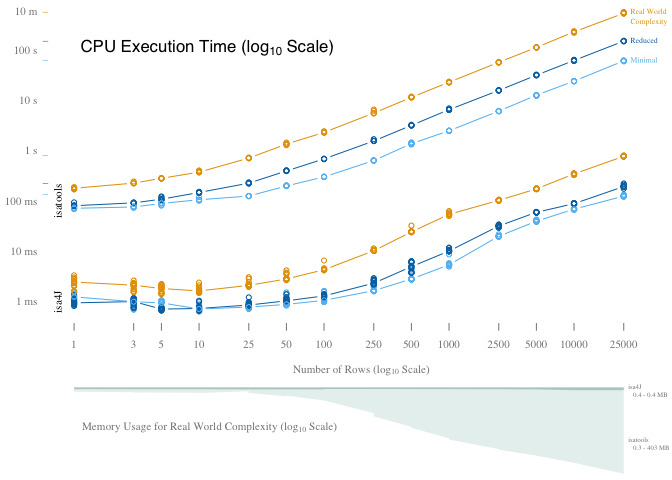 10 m
Real World
Complexity
CPU Execution Time (log10 Scale)
Reduced
100 s
Minimal
10 s
1 s
isatools
100 ms
10 ms
isa4J
1 ms
1 3 5 10 25 50 100 250 500 1000 2500 5000 10000 25000
Number of Rows (log10 Scale)
isa4J
0.4 - 0.4 MB
Memory Usage for Real World Complexity (log10 Scale)
isatools
0.3 - 403 MB